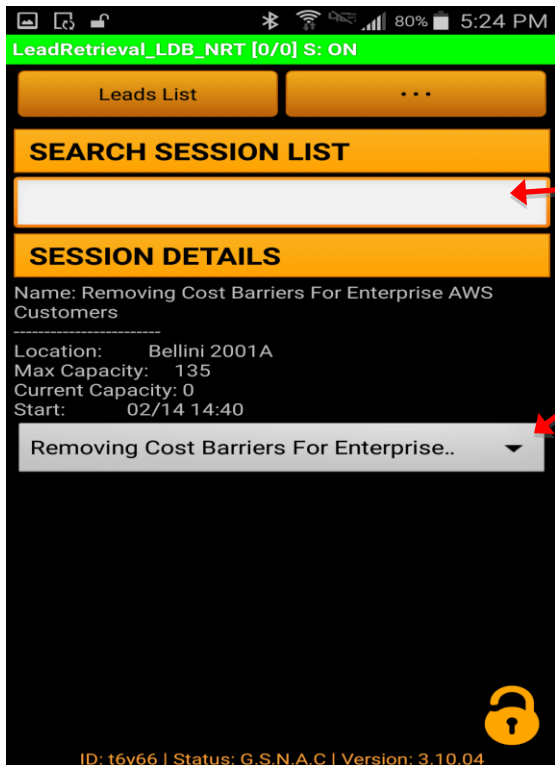 80% 5:24 PM
LeadRetrieval_LDB_NRT [0/0] S: ON
Leads List ...
SEARCH SESSION LIST
SESSION DETAILS
Name: Removing Cost Barriers For Enterprise AWS
Customers
------------------------
Location: Bellini 2001A
Max Capacity: 135
Current Capacity: 0
Start: 02/14 14:40
Removing Cost Barriers For Enterprise..
ID: t6y66 | Status: G.S.N.A.C | Version: 3.10.04